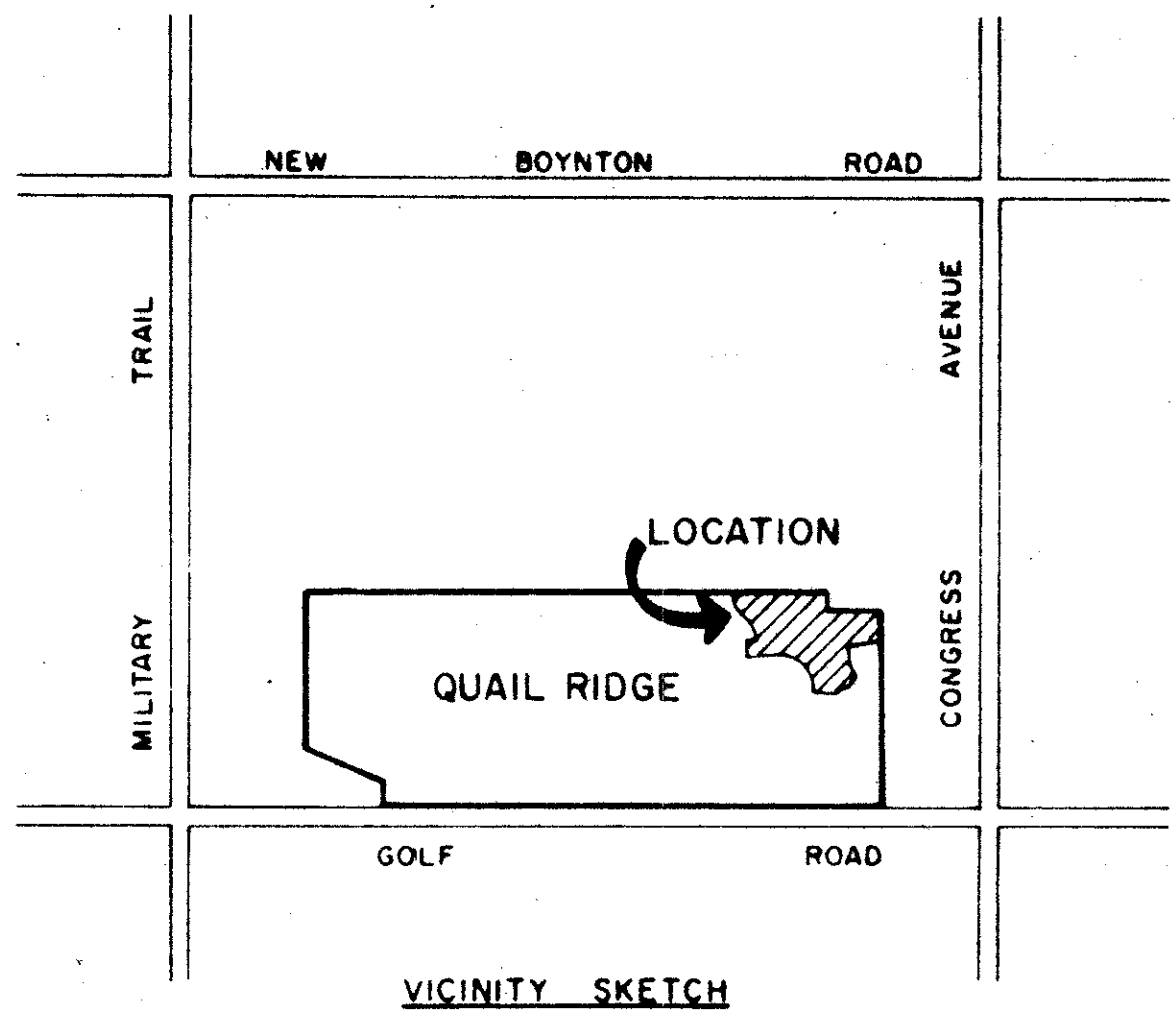 NEW BOYNTON ROAD
MILITARY TRAIL
CONGRESS AVENUE
LOCATION
QUAIL RIDGE
GOLF ROAD
VICINITY SKETCH